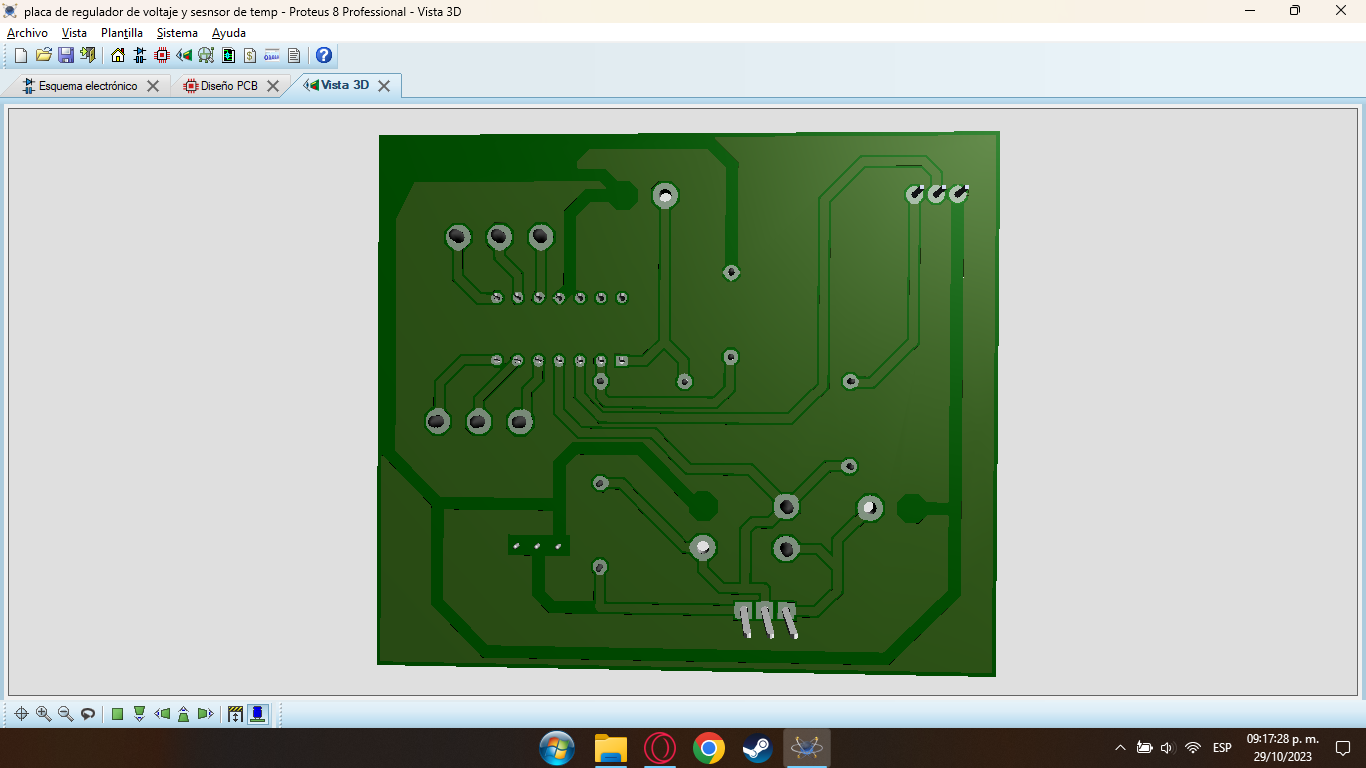 placa de regulador de voltaje y sesnsor de temp - Proteus 8 Professional - Vista 3D
Archivo Vista Plantilla Sistema Ayuda
Esquema electrónico Diseño PCB Vista 3D
ESP
09:17:28 p. m.
29/10/2023